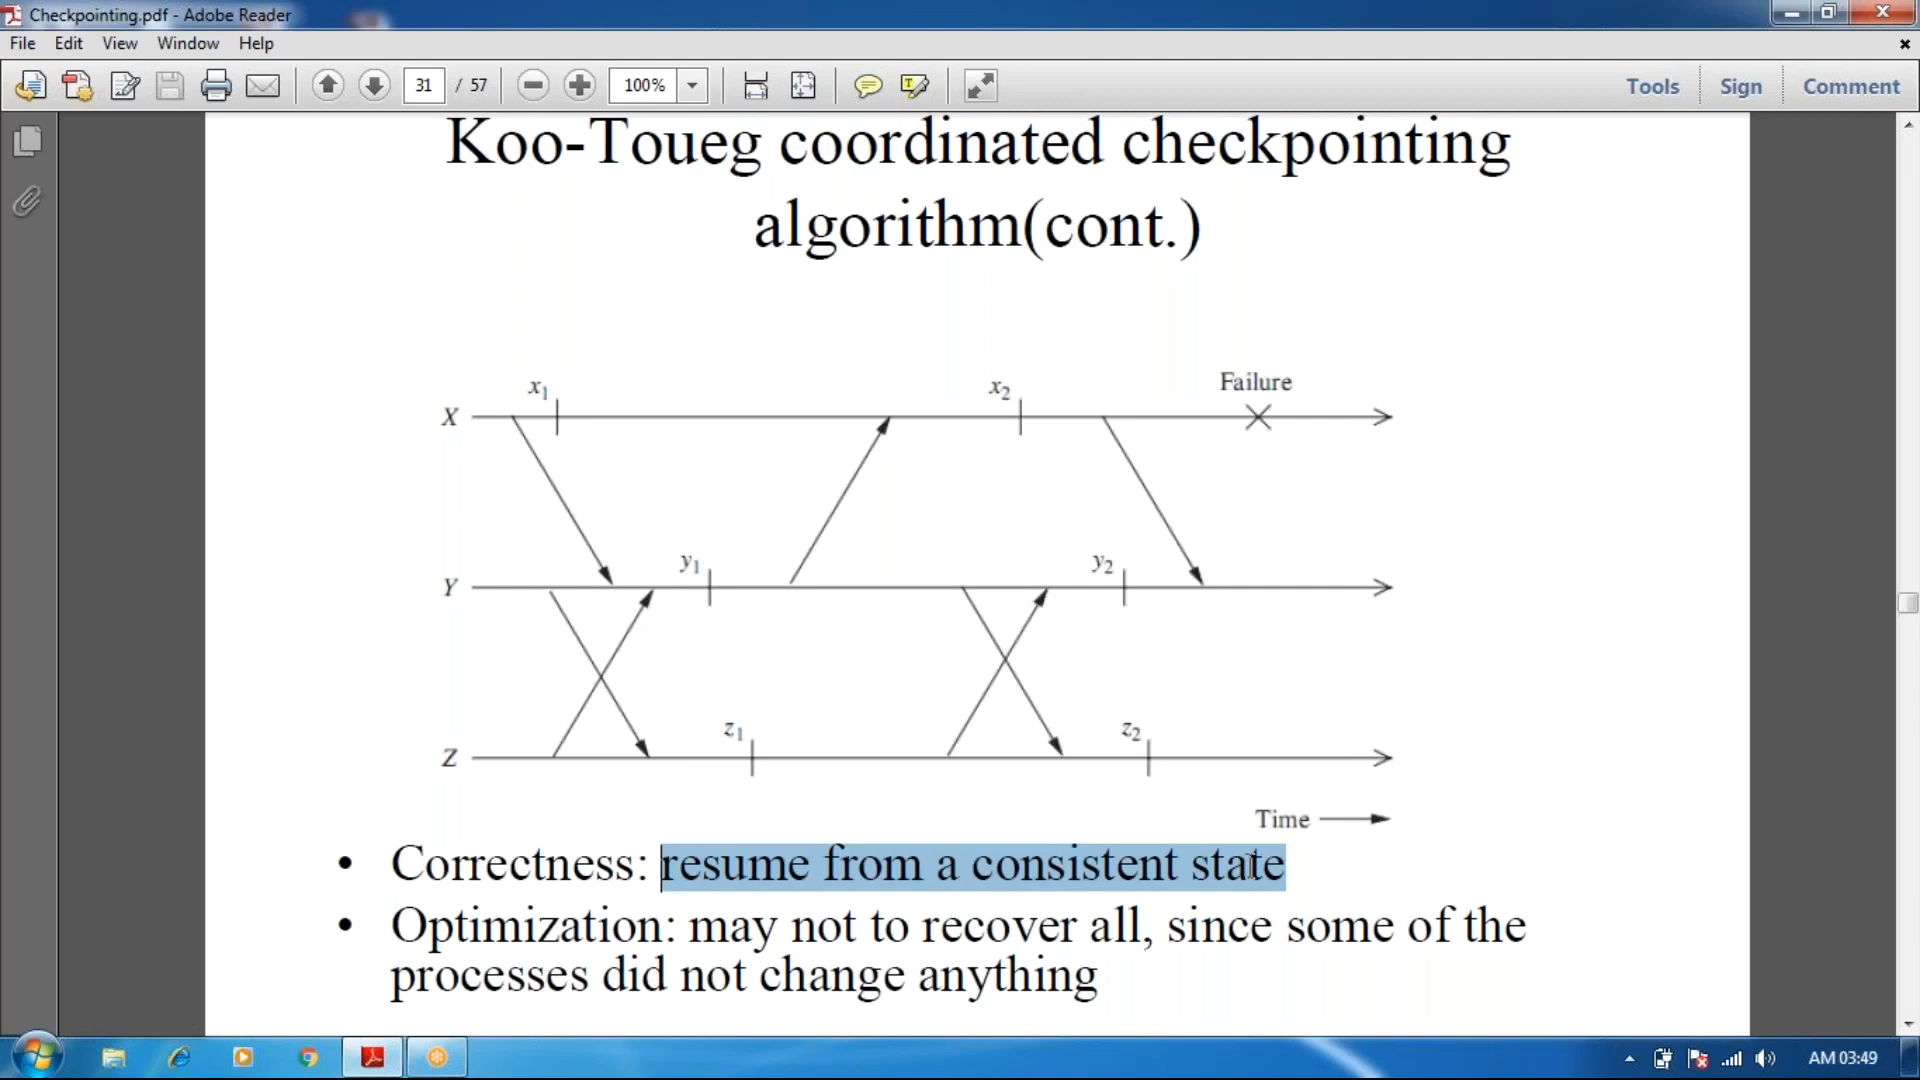 Checkpointing.pdf - Adobe Reader
File Edit View Window Help
31 / 57 100% Tools Sign Comment
Koo-Toueg coordinated checkpointing
algorithm(cont.)
x1 x2 Failure
X
y1 y2
Y
z1 z2
Z
Time
• Correctness: resume from a consistent state
• Optimization: may not to recover all, since some of the
processes did not change anything
AM 03:49